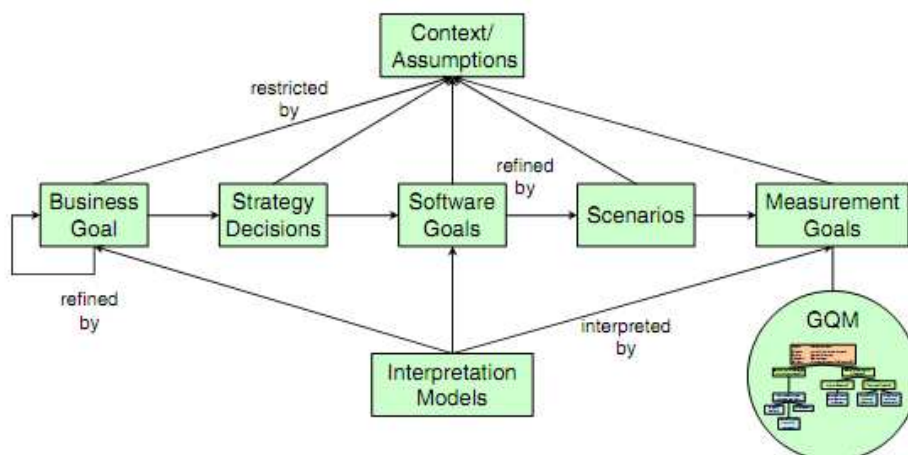 Context/
Assumptions
restricted
by
refined
by
Business
Goal
Strategy
Decisions
Software
Goals
Scenarios
Measurement
Goals
refined
by
interpreted
by
GQM
Interpretation
Models